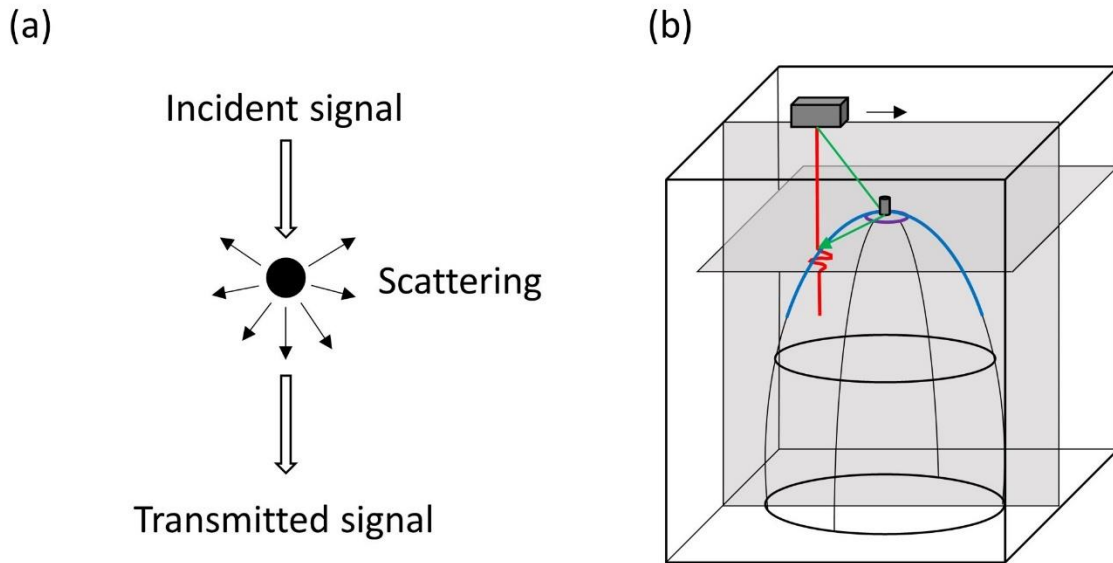 (a)
Incident signal
Scattering
Transmitted signal
(b)